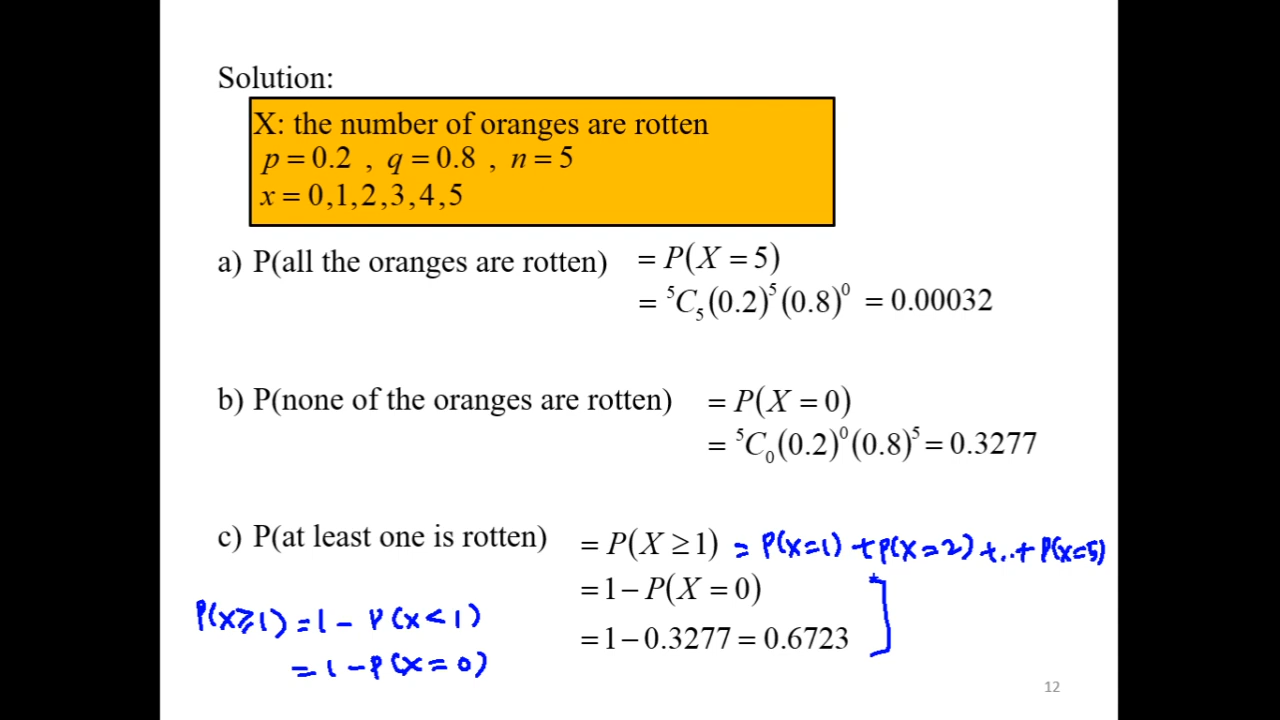 Solution:
X: the number of oranges are rotten
p = 0.2 , q = 0.8 , n = 5
x = 0,1,2,3,4,5
a) P(all the oranges are rotten) = P(X = 5)
= ⁵C₅(0.2)⁵(0.8)⁰ = 0.00032
b) P(none of the oranges are rotten) = P(X = 0)
= ⁵C₀(0.2)⁰(0.8)⁵ = 0.3277
c) P(at least one is rotten) = P(X ≥ 1) = P(X=1) + P(X=2) +..+ P(X=5)
= 1 − P(X = 0)
P(X≥1) = 1 − P(X < 1)
= 1 − 0.3277 = 0.6723
= 1 − P(X = 0)
12